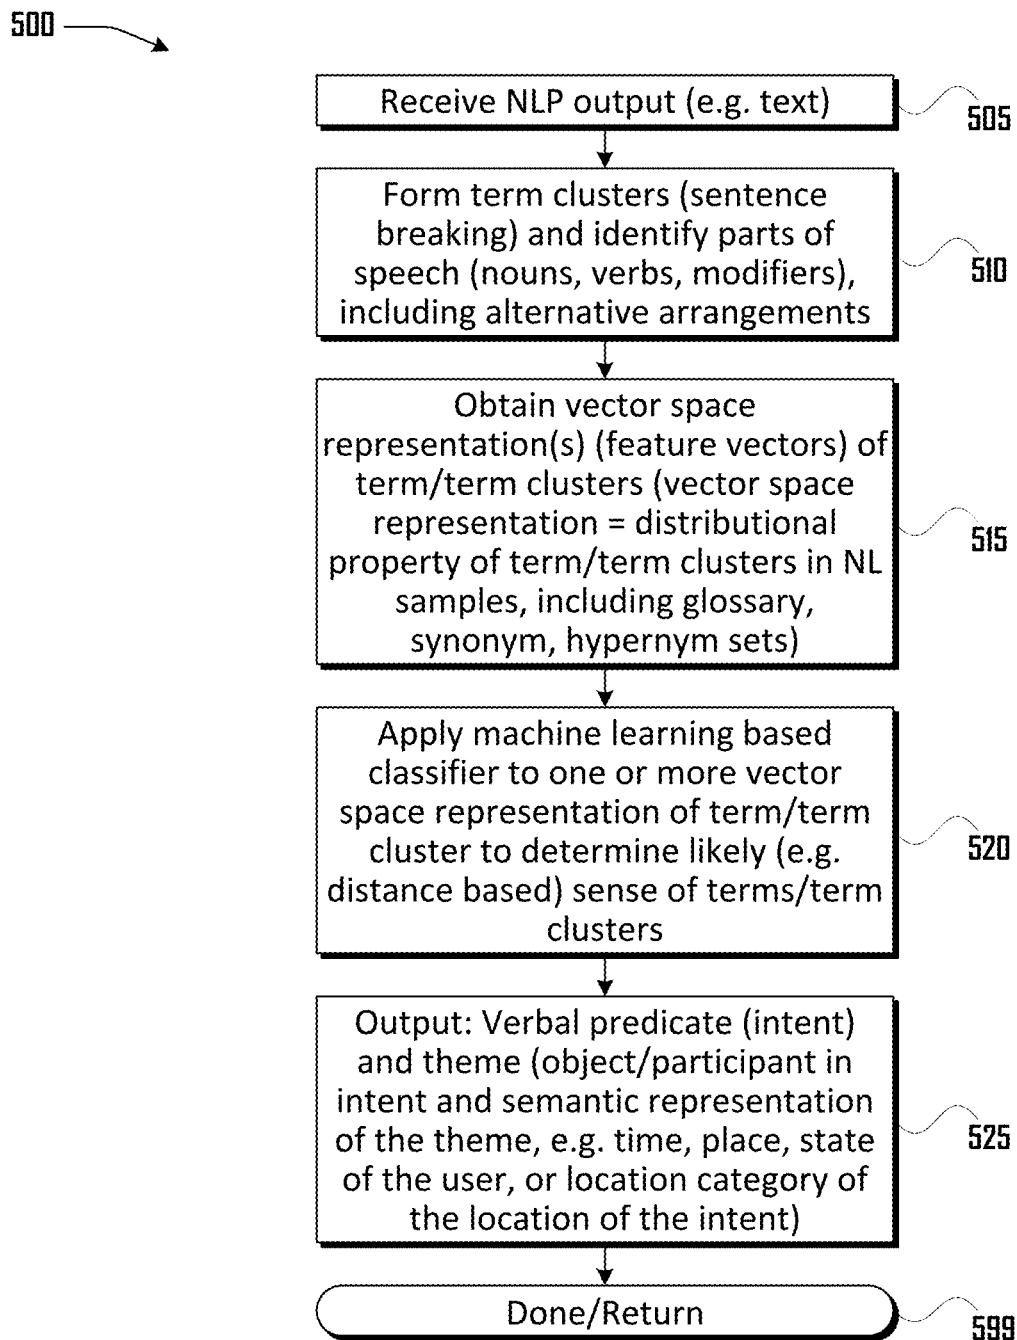 500
Receive NLP output (e.g. text)
505
Form term clusters (sentence
breaking) and identify parts of
speech (nouns, verbs, modifiers),
including alternative arrangements
510
Obtain vector space
representation(s) (feature vectors) of
term/term clusters (vector space
representation = distributional
property of term/term clusters in NL
samples, including glossary,
synonym, hypernym sets)
515
Apply machine learning based
classifier to one or more vector
space representation of term/term
cluster to determine likely (e.g.
distance based) sense of terms/term
clusters
520
Output: Verbal predicate (intent)
and theme (object/participant in
intent and semantic representation
of the theme, e.g. time, place, state
of the user, or location category of
the location of the intent)
525
Done/Return
599